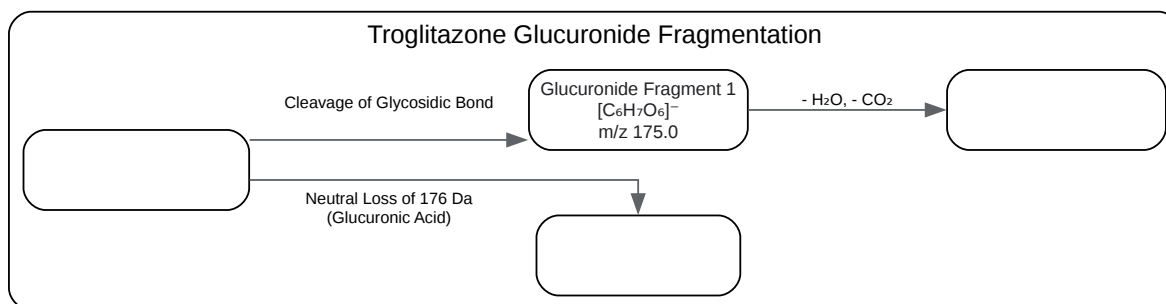 Troglitazone Glucuronide Fragmentation
Cleavage of Glycosidic Bond
Glucuronide Fragment 1
[C₆H₇O₆]⁻
m/z 175.0
- H₂O, - CO₂
Neutral Loss of 176 Da
(Glucuronic Acid)